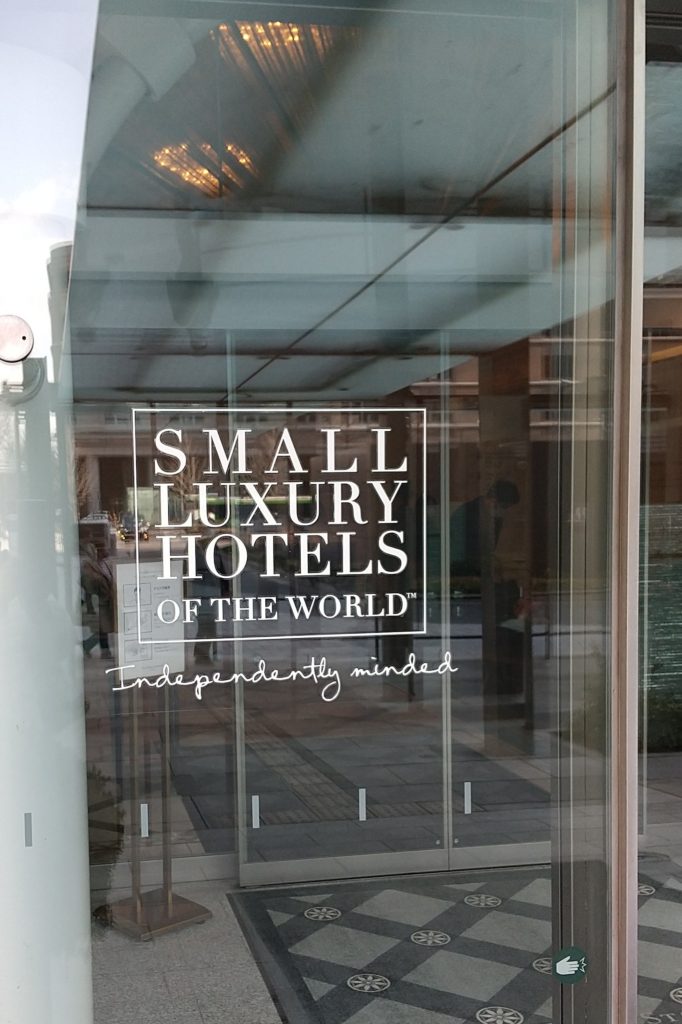 SMALL
LUXURY
HOTELS
OF THE WORLD™
Independently minded